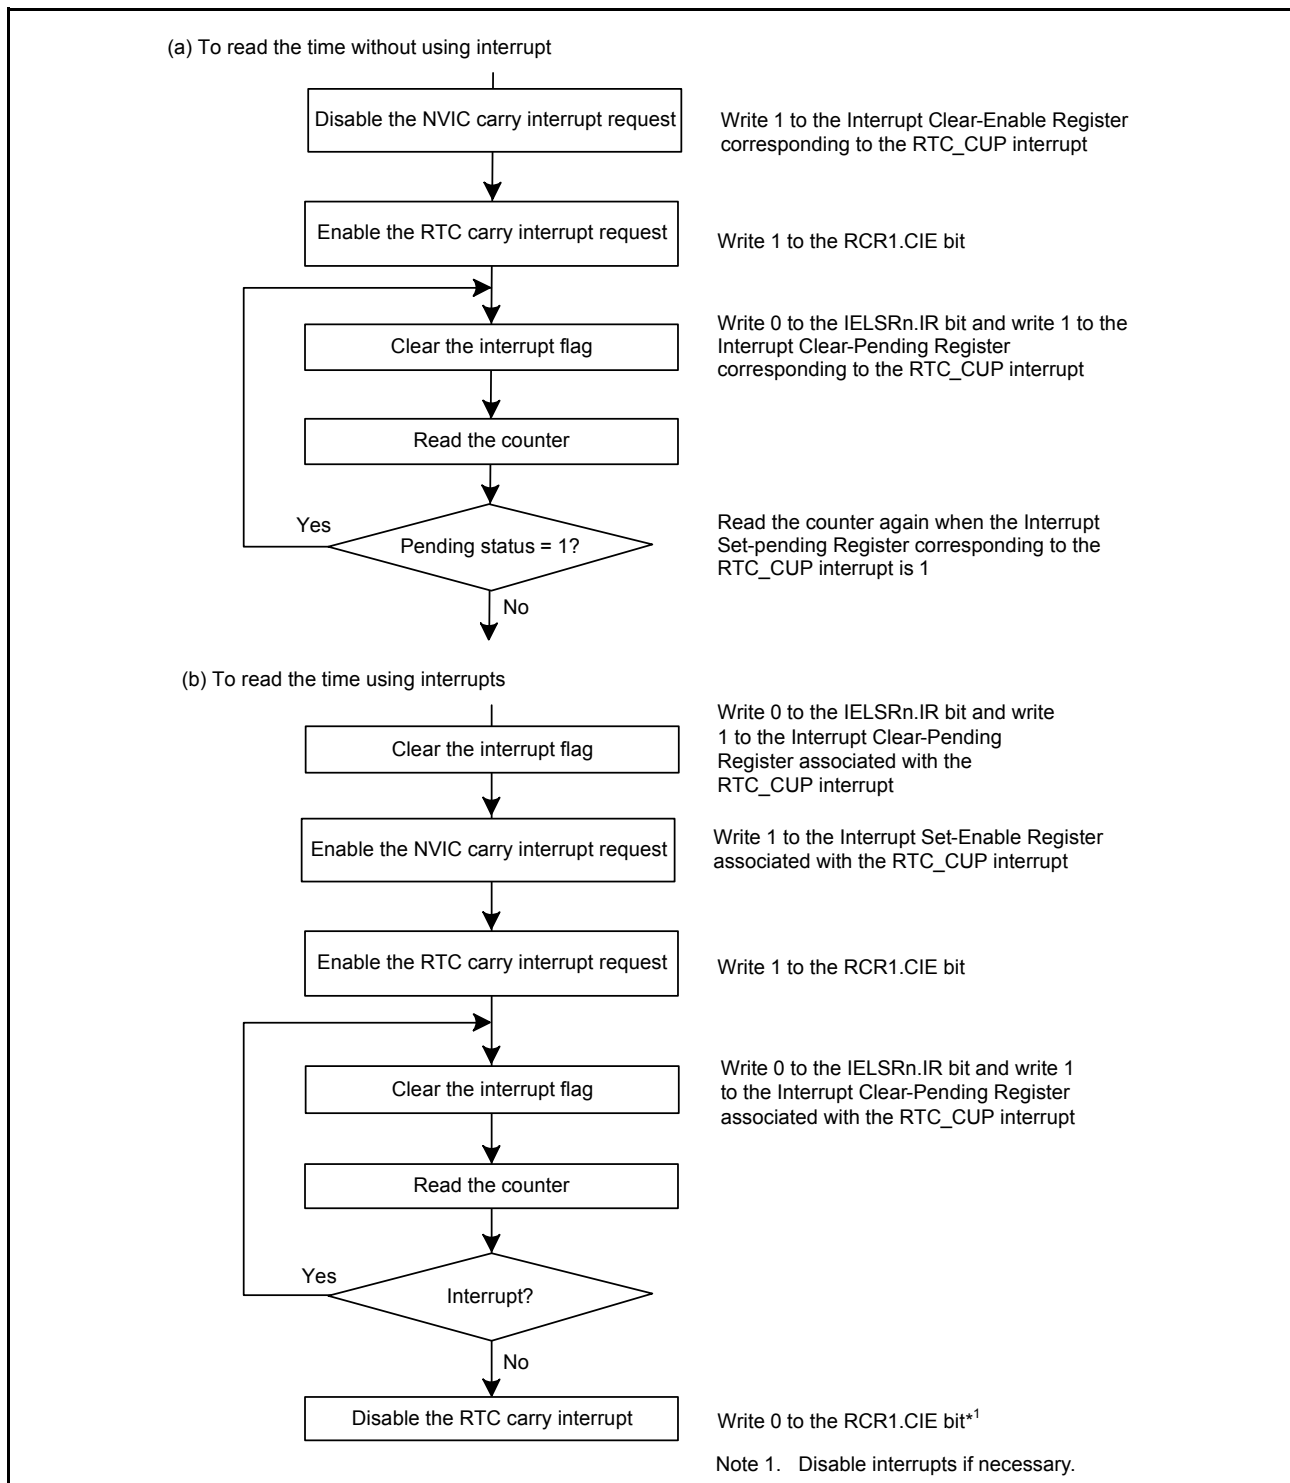 (a) To read the time without using interrupt
Disable the NVIC carry interrupt request
Write 1 to the Interrupt Clear-Enable Register
corresponding to the RTC_CUP interrupt
Enable the RTC carry interrupt request
Write 1 to the RCR1.CIE bit
Clear the interrupt flag
Write 0 to the IELSRn.IR bit and write 1 to the
Interrupt Clear-Pending Register
corresponding to the RTC_CUP interrupt
Read the counter
Yes
Pending status = 1?
Read the counter again when the Interrupt
Set-pending Register corresponding to the
RTC_CUP interrupt is 1
No
(b) To read the time using interrupts
Clear the interrupt flag
Write 0 to the IELSRn.IR bit and write
1 to the Interrupt Clear-Pending
Register associated with the
RTC_CUP interrupt
Enable the NVIC carry interrupt request
Write 1 to the Interrupt Set-Enable Register
associated with the RTC_CUP interrupt
Enable the RTC carry interrupt request
Write 1 to the RCR1.CIE bit
Clear the interrupt flag
Write 0 to the IELSRn.IR bit and write 1
to the Interrupt Clear-Pending Register
associated with the RTC_CUP interrupt
Read the counter
Yes
Interrupt?
No
Disable the RTC carry interrupt
Write 0 to the RCR1.CIE bit*1
Note 1. Disable interrupts if necessary.